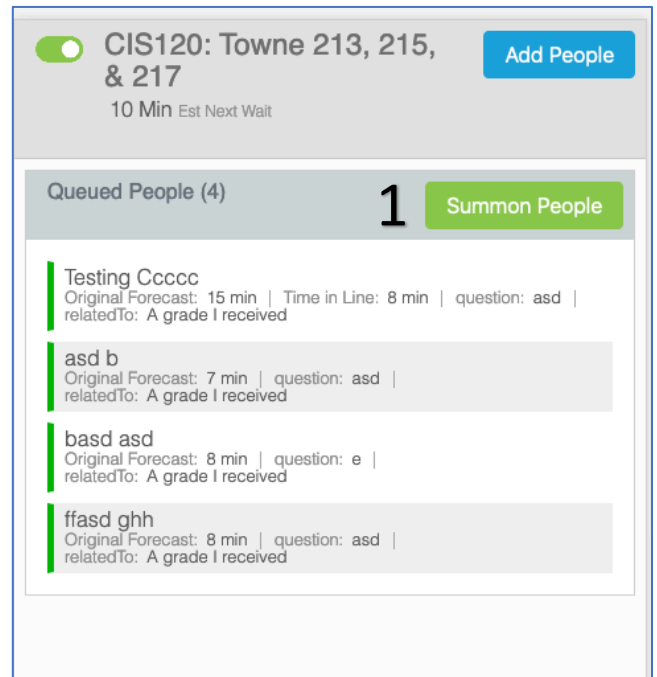 CIS120: Towne 213, 215,
& 217
Add People
10 Min Est Next Wait
Queued People (4)
1
Summon People
Testing Ccccc
Original Forecast: 15 min | Time in Line: 8 min | question: asd |
relatedTo: A grade I received
asd b
Original Forecast: 7 min | question: asd |
relatedTo: A grade I received
basd asd
Original Forecast: 8 min | question: e |
relatedTo: A grade I received
ffasd ghh
Original Forecast: 8 min | question: asd |
relatedTo: A grade I received